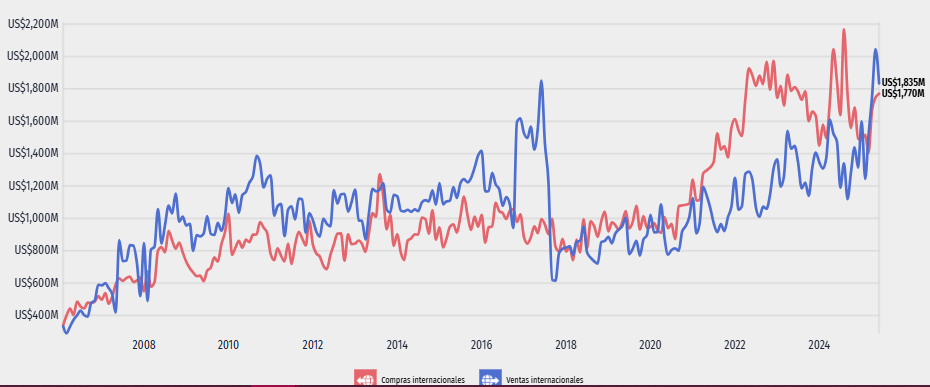 US$2,200M
US$2,000M
US$1,800M
US$1,600M
US$1,400M
US$1,200M
US$1,000M
US$800M
US$600M
US$400M
US$1,835M
US$1,770M
2008 2010 2012 2014 2016 2018 2020 2022 2024
Compras internacionales Ventas internacionales